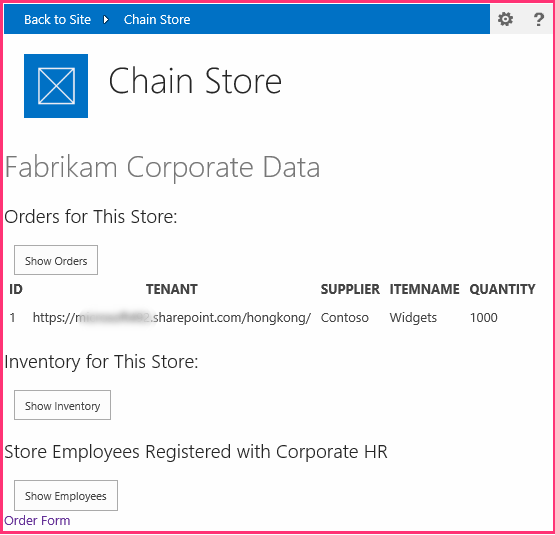 Back to Site Chain Store ?
Chain Store
Fabrikam Corporate Data
Orders for This Store:
Show Orders
ID TENANT SUPPLIER ITEMNAME QUANTITY
1 https:// .sharepoint.com/hongkong/ Contoso Widgets 1000
Inventory for This Store:
Show Inventory
Store Employees Registered with Corporate HR
Show Employees
Order Form